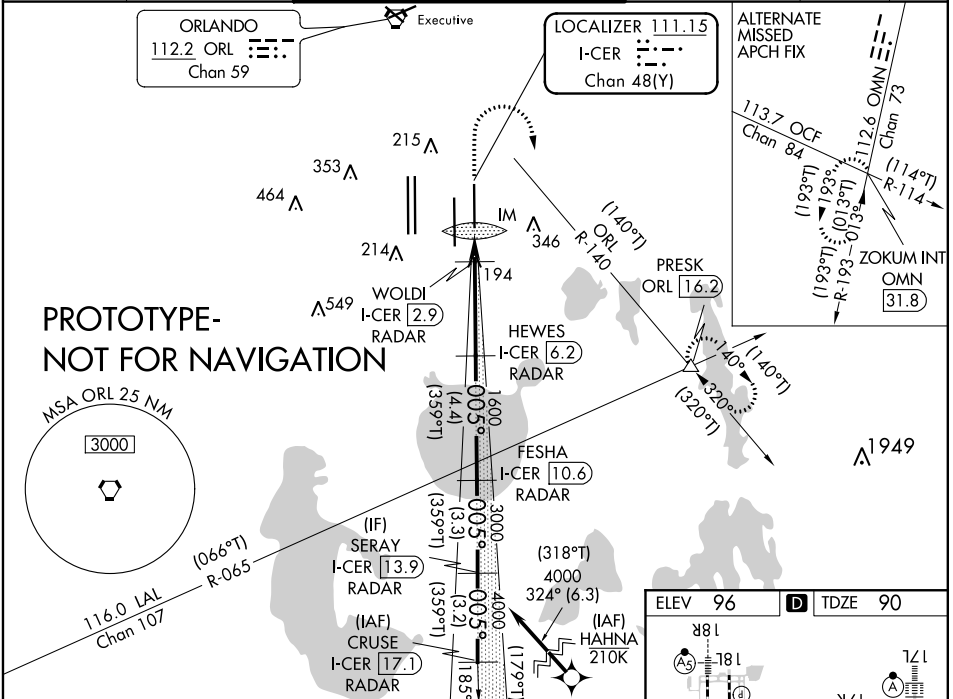 ORLANDO
112.2 ORL
Chan 59
Executive
LOCALIZER 111.15
I-CER
Chan 48(Y)
ALTERNATE
MISSED
APCH FIX
112.6 OMN
Chan 73
113.7 OCF
Chan 84
(114°T)
R-114
193°
(193°T)
(013°T)
013°
R-193
(193°T)
ZOKUM INT
OMN
31.8
215
353
464
IM
346
214
194
549
(140°T)
ORL
R-140
PRESK
ORL 16.2
WOLDI
I-CER 2.9
RADAR
HEWES
I-CER 6.2
RADAR
PROTOTYPE-
NOT FOR NAVIGATION
140°
(140°T)
320°
(320°T)
MSA ORL 25 NM
3000
1600
005°
(4.4)
(359°T)
1949
FESHA
I-CER 10.6
RADAR
3000
005°
(3.3)
(359°T)
(IF)
SERAY
I-CER 13.9
RADAR
(066°T)
R-065
116.0 LAL
Chan 107
(318°T)
4000
324° (6.3)
4000
005°
(3.2)
(359°T)
(IAF)
CRUSE
I-CER 17.1
RADAR
(IAF)
HAHNA
210K
185°
(179°T)
ELEV 96 D TDZE 90
18R
18L
17L
17R
A5
P
A